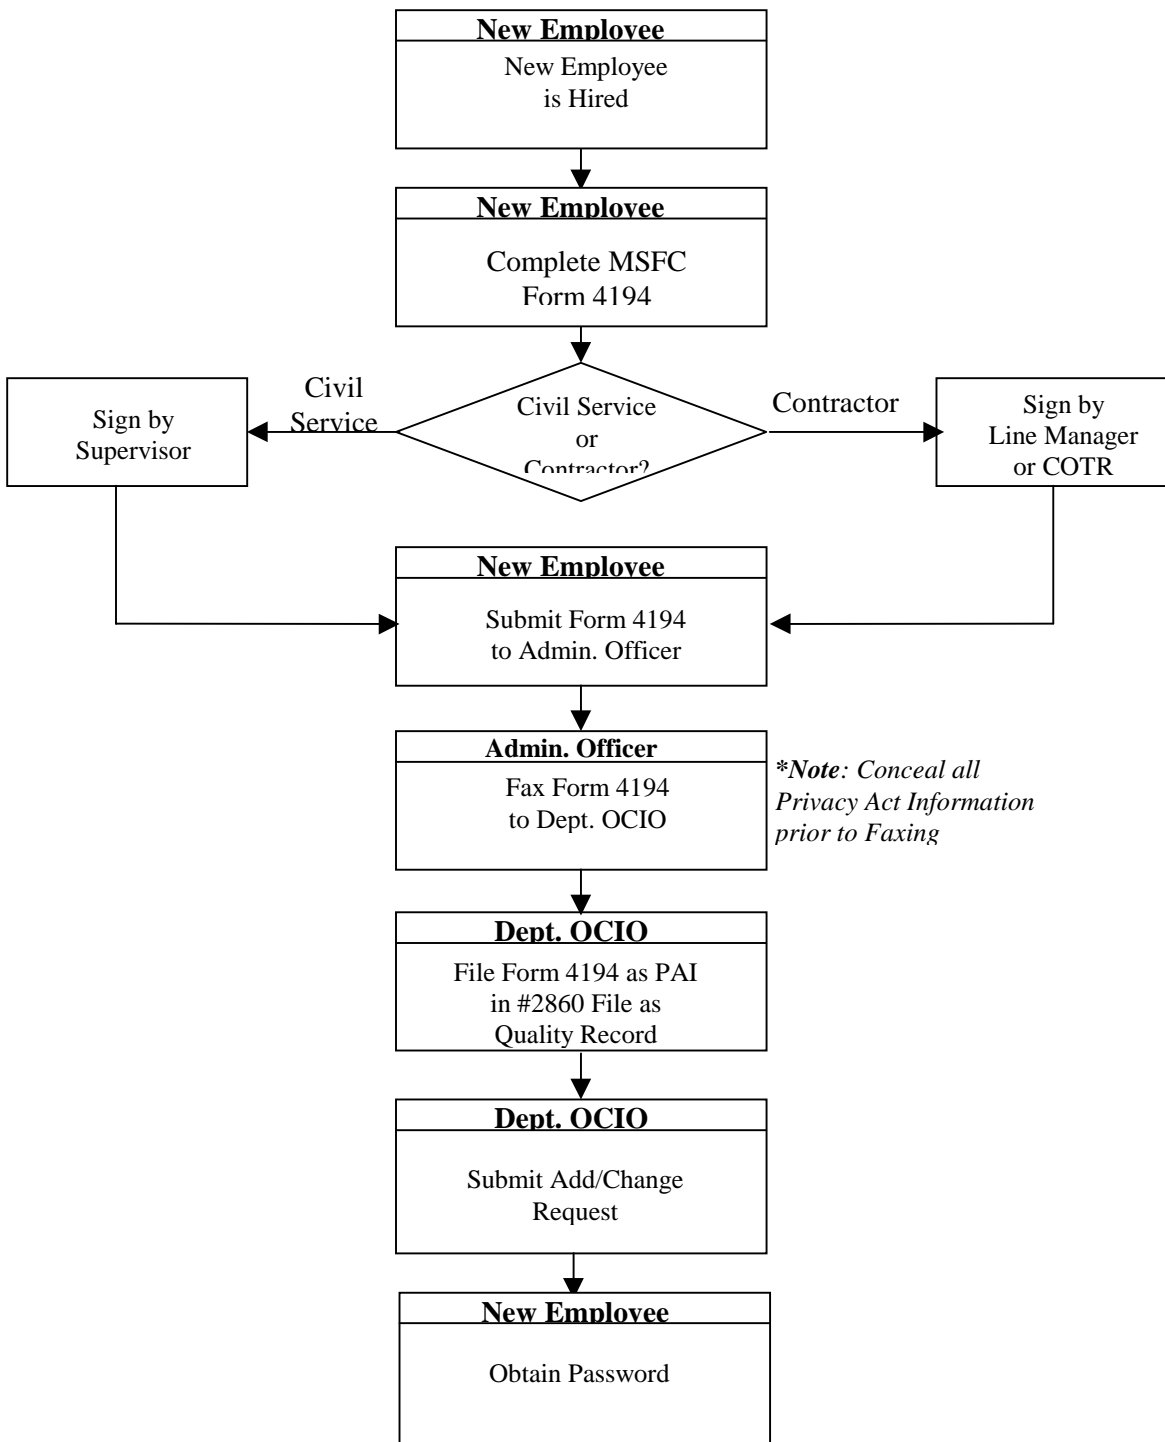 New Employee
New Employee
is Hired
New Employee
Complete MSFC
Form 4194
Civil
Service
Civil Service
or
Contractor?
Contractor
Sign by
Supervisor
Sign by
Line Manager
or COTR
New Employee
Submit Form 4194
to Admin. Officer
Admin. Officer
Fax Form 4194
to Dept. OCIO
*Note: Conceal all
Privacy Act Information
prior to Faxing
Dept. OCIO
File Form 4194 as PAI
in #2860 File as
Quality Record
Dept. OCIO
Submit Add/Change
Request
New Employee
Obtain Password